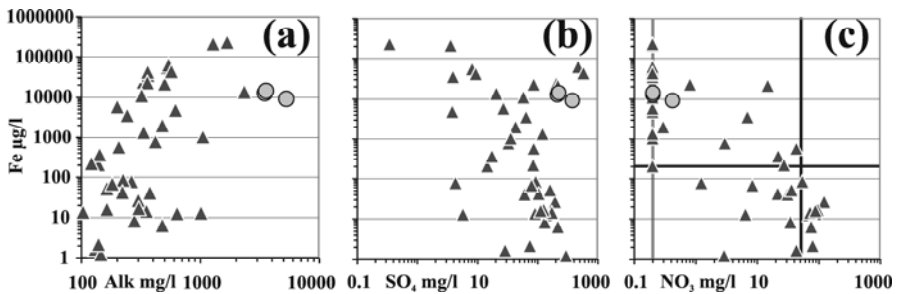 1000000
100000
10000
1000
100
10
1
Fe µg/l
(a)
100 Alk mg/l 1000 10000
(b)
0.1 SO4 mg/l 10 1000
(c)
0.1 NO3 mg/l 10 1000